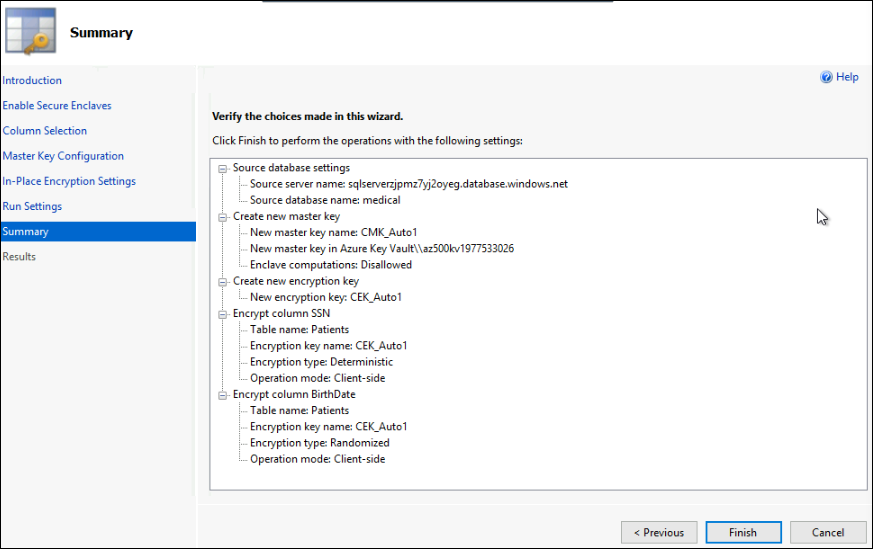 Summary
Help
Introduction
Enable Secure Enclaves
Column Selection
Master Key Configuration
In-Place Encryption Settings
Run Settings
Summary
Results
Verify the choices made in this wizard.
Click Finish to perform the operations with the following settings:
Source database settings
Source server name: sqlserverzjpmz7yj2oyeg.database.windows.net
Source database name: medical
Create new master key
New master key name: CMK_Auto1
New master key in Azure Key Vault\\az500kv1977533026
Enclave computations: Disallowed
Create new encryption key
New encryption key: CEK_Auto1
Encrypt column SSN
Table name: Patients
Encryption key name: CEK_Auto1
Encryption type: Deterministic
Operation mode: Client-side
Encrypt column BirthDate
Table name: Patients
Encryption key name: CEK_Auto1
Encryption type: Randomized
Operation mode: Client-side
< Previous
Finish
Cancel